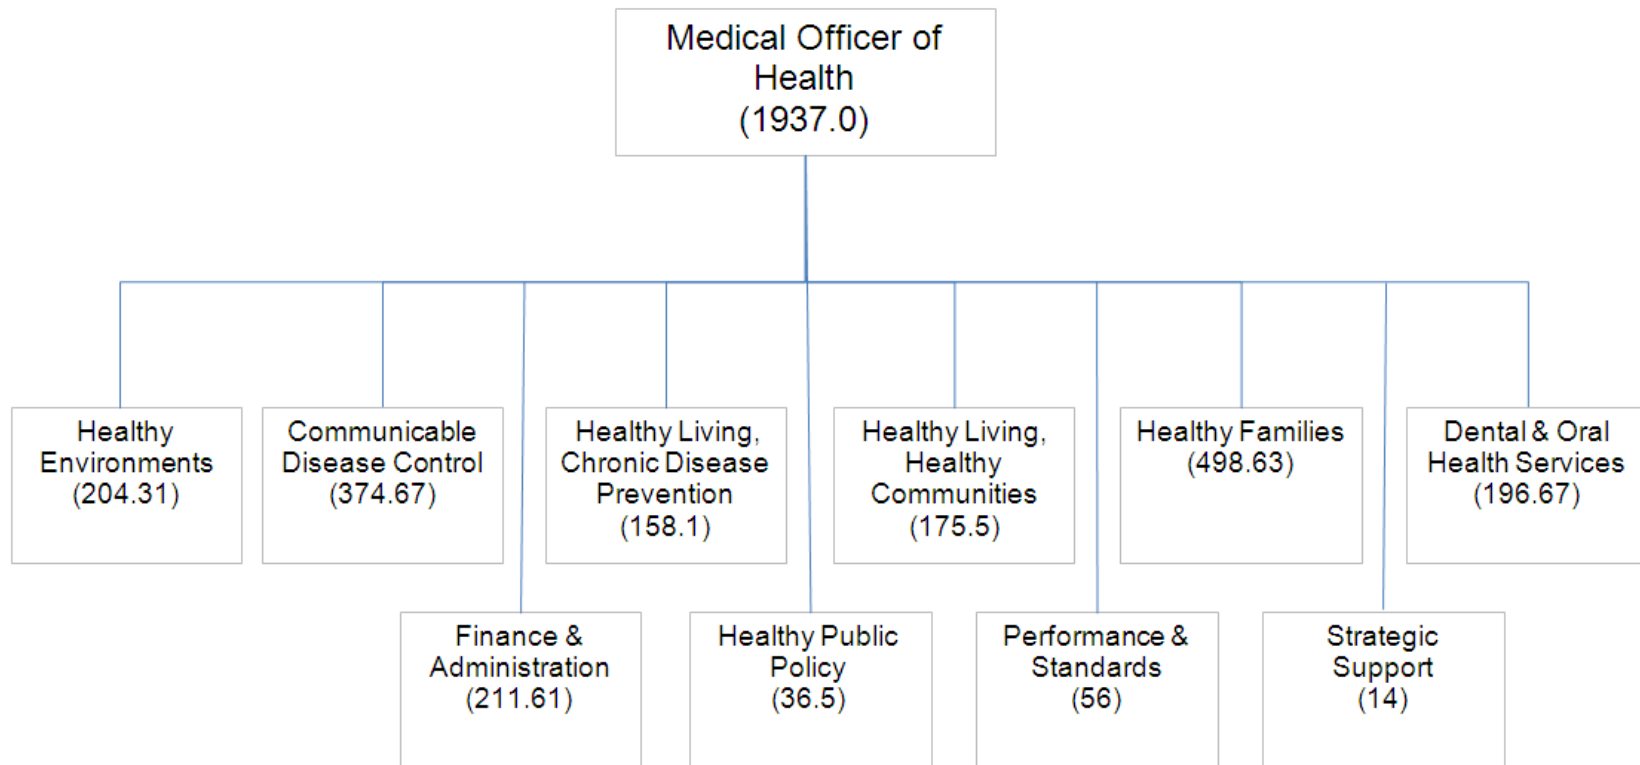 Medical Officer of
Health
(1937.0)
Healthy
Environments
(204.31)
Communicable
Disease Control
(374.67)
Healthy Living,
Chronic Disease
Prevention
(158.1)
Healthy Living,
Healthy
Communities
(175.5)
Healthy Families
(498.63)
Dental & Oral
Health Services
(196.67)
Finance &
Administration
(211.61)
Healthy Public
Policy
(36.5)
Performance &
Standards
(56)
Strategic
Support
(14)